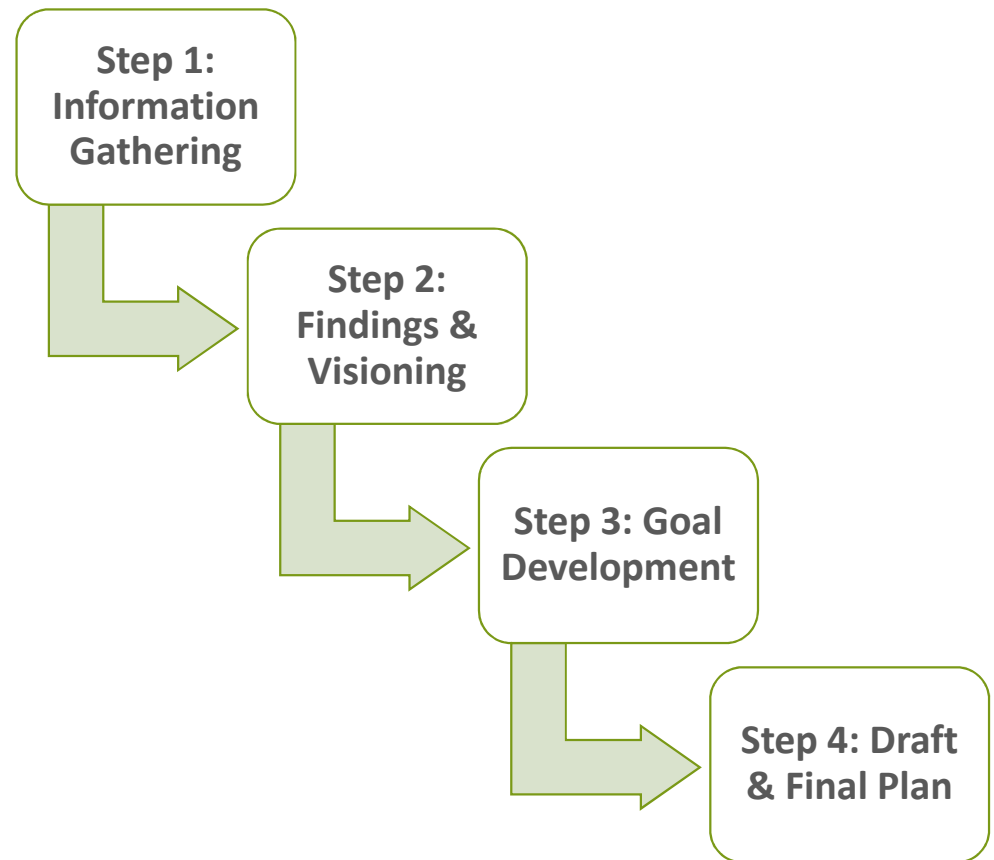 Step 1:
Information
Gathering
Step 2:
Findings &
Visioning
Step 3: Goal
Development
Step 4: Draft
& Final Plan